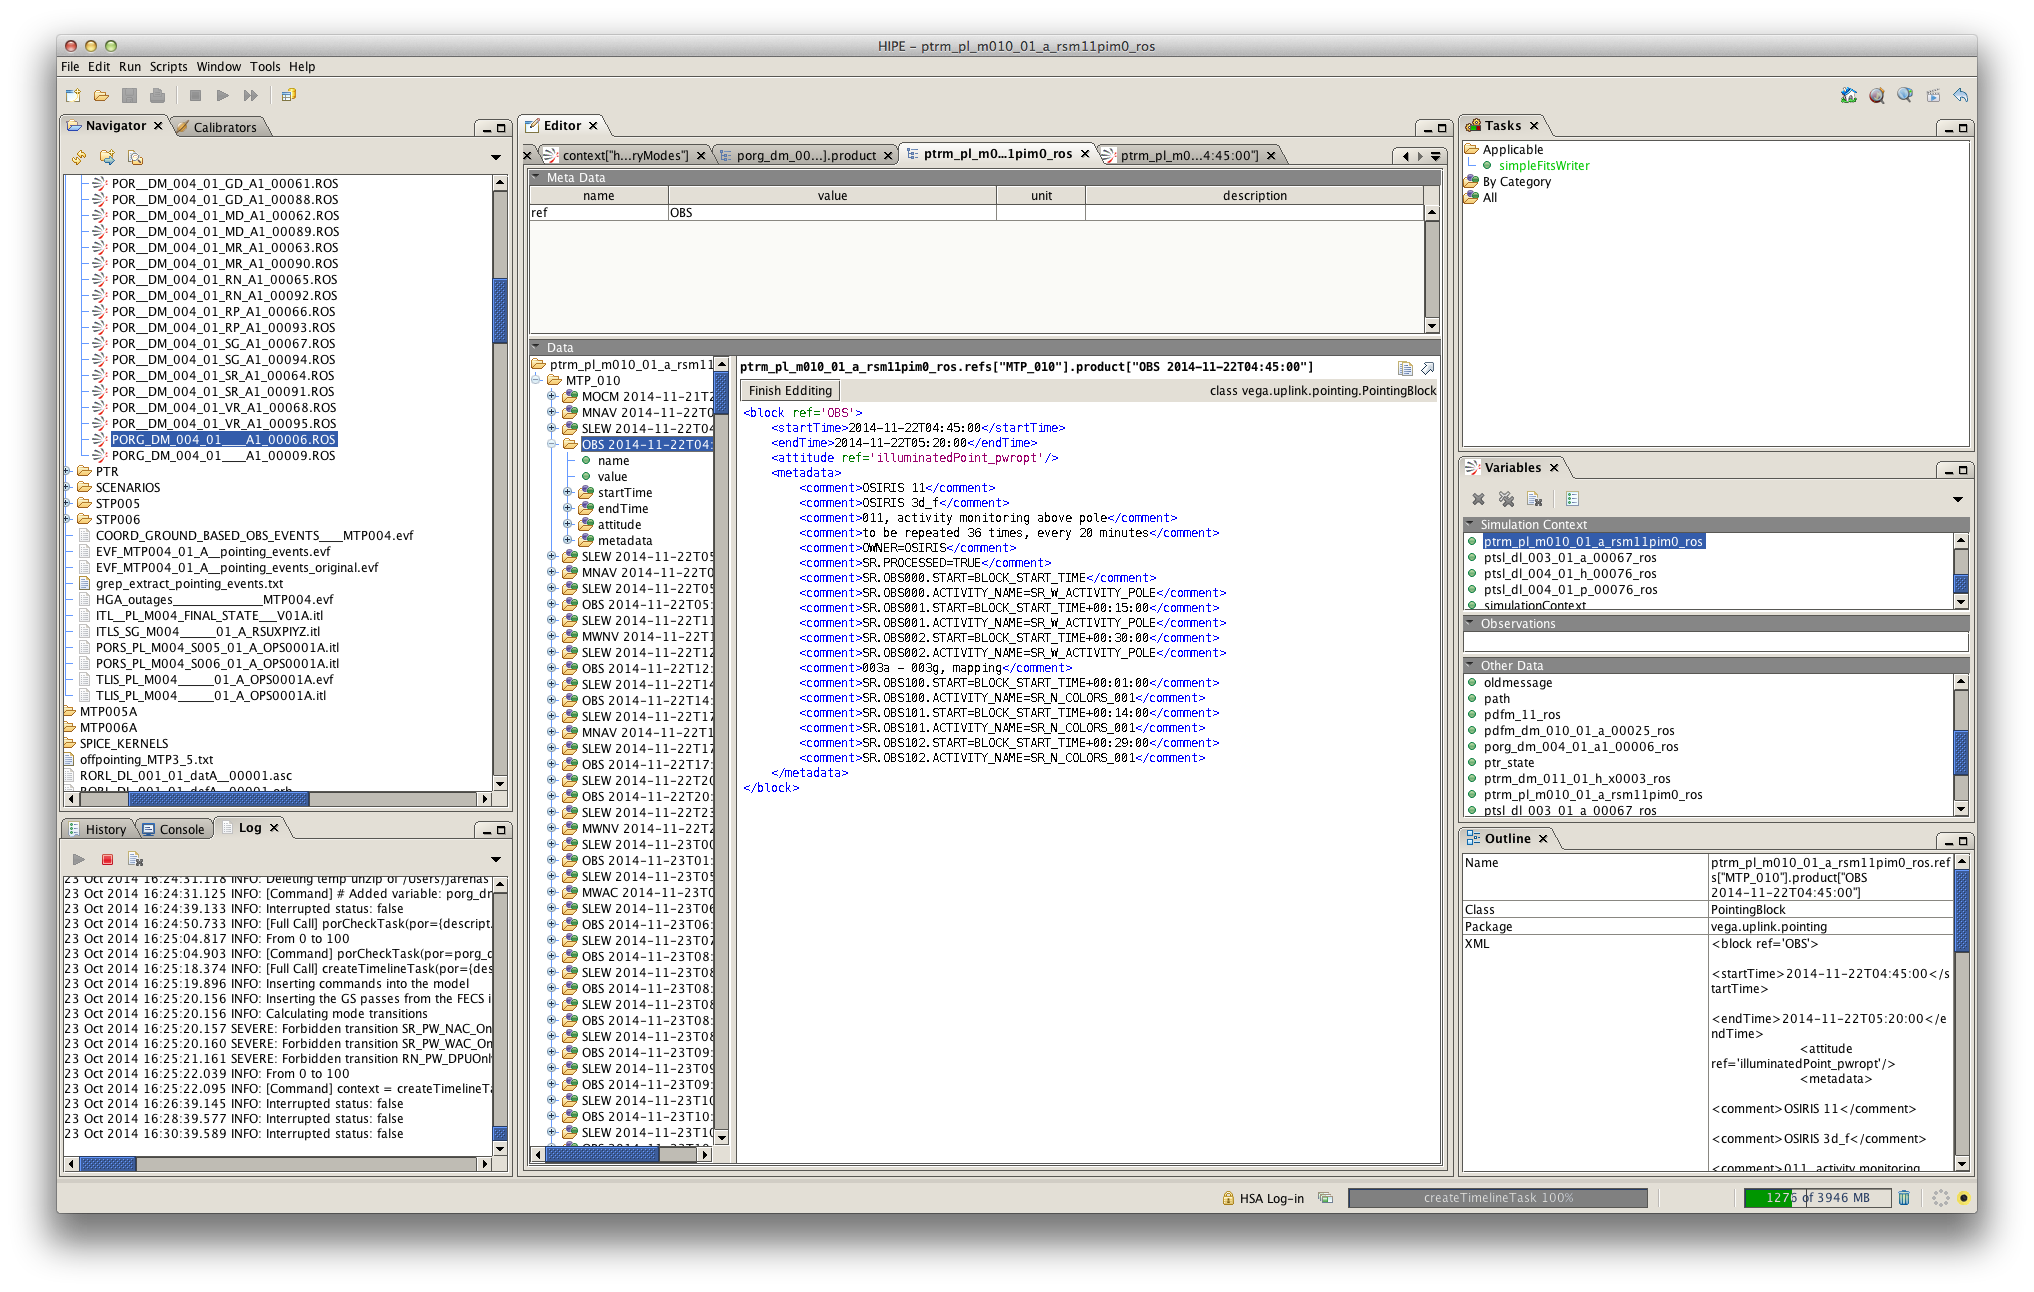 HIPE – ptrm_pl_m010_01_a_rsm11pim0_ros
File Edit Run Scripts Window Tools Help
Navigator
Calibrators
POR__DM_004_01_GD_A1_00061.ROS
POR__DM_004_01_GD_A1_00088.ROS
POR__DM_004_01_MD_A1_00062.ROS
POR__DM_004_01_MD_A1_00089.ROS
POR__DM_004_01_MR_A1_00063.ROS
POR__DM_004_01_MR_A1_00090.ROS
POR__DM_004_01_RN_A1_00065.ROS
POR__DM_004_01_RN_A1_00092.ROS
POR__DM_004_01_RP_A1_00066.ROS
POR__DM_004_01_RP_A1_00093.ROS
POR__DM_004_01_SG_A1_00067.ROS
POR__DM_004_01_SG_A1_00094.ROS
POR__DM_004_01_SR_A1_00064.ROS
POR__DM_004_01_SR_A1_00091.ROS
POR__DM_004_01_VR_A1_00068.ROS
POR__DM_004_01_VR_A1_00095.ROS
PORG_DM_004_01____A1_00006.ROS
PORG_DM_004_01____A1_00009.ROS
PTR
SCENARIOS
STP005
STP006
COORD_GROUND_BASED_OBS_EVENTS____MTP004.evf
EVF_MTP004_01_A__pointing_events.evf
EVF_MTP004_01_A__pointing_events_original.evf
grep_extract_pointing_events.txt
HGA_outages_______________MTP004.evf
ITL__PL_M004_FINAL_STATE___V01A.itl
ITLS_SG_M004______01_A_RSUXPIYZ.itl
PORS_PL_M004_S005_01_A_OPS0001A.itl
PORS_PL_M004_S006_01_A_OPS0001A.itl
TLIS_PL_M004______01_A_OPS0001A.evf
TLIS_PL_M004______01_A_OPS0001A.itl
MTP005A
MTP006A
SPICE_KERNELS
offpointing_MTP3_5.txt
RORL_DL_001_01_datA__00001.asc
History
Console
Log
23 Oct 2014 16:24:31.118 INFO: Deleting temp unzip of /Users/jarenas
23 Oct 2014 16:24:31.125 INFO: [Command] # Added variable: porg_dr
23 Oct 2014 16:24:39.133 INFO: Interrupted status: false
23 Oct 2014 16:24:50.733 INFO: [Full Call] porCheckTask(por={descript.
23 Oct 2014 16:25:04.817 INFO: From 0 to 100
23 Oct 2014 16:25:04.903 INFO: [Command] porCheckTask(por=porg_d
23 Oct 2014 16:25:18.374 INFO: [Full Call] createTimelineTask(por={des
23 Oct 2014 16:25:19.896 INFO: Inserting commands into the model
23 Oct 2014 16:25:20.156 INFO: Inserting the GS passes from the FECS i
23 Oct 2014 16:25:20.156 INFO: Calculating mode transitions
23 Oct 2014 16:25:20.157 SEVERE: Forbidden transition SR_PW_NAC_On
23 Oct 2014 16:25:20.160 SEVERE: Forbidden transition SR_PW_WAC_On
23 Oct 2014 16:25:21.161 SEVERE: Forbidden transition RN_PW_DPUOnl
23 Oct 2014 16:25:22.039 INFO: From 0 to 100
23 Oct 2014 16:25:22.095 INFO: [Command] context = createTimelineTa
23 Oct 2014 16:26:39.145 INFO: Interrupted status: false
23 Oct 2014 16:28:39.577 INFO: Interrupted status: false
23 Oct 2014 16:30:39.589 INFO: Interrupted status: false
Editor
context["h...ryModes"]
porg_dm_00...].product
ptrm_pl_m0...1pim0_ros
ptrm_pl_m0...4:45:00"]
Meta Data
name value unit description
ref OBS
Data
ptrm_pl_m010_01_a_rsm11
MTP_010
MOCM 2014-11-21T2
MNAV 2014-11-22T0
SLEW 2014-11-22T04
OBS 2014-11-22T04:
name
value
startTime
endTime
attitude
metadata
SLEW 2014-11-22T05
MNAV 2014-11-22T0
SLEW 2014-11-22T05
OBS 2014-11-22T05:
SLEW 2014-11-22T11
MWNV 2014-11-22T1
SLEW 2014-11-22T12
OBS 2014-11-22T12:
SLEW 2014-11-22T14
OBS 2014-11-22T14:
SLEW 2014-11-22T17
MNAV 2014-11-22T1
SLEW 2014-11-22T17
OBS 2014-11-22T17:
SLEW 2014-11-22T20
OBS 2014-11-22T20:
SLEW 2014-11-22T23
MWNV 2014-11-22T2
SLEW 2014-11-23T00
OBS 2014-11-23T01:
SLEW 2014-11-23T05
MWAC 2014-11-23T0
SLEW 2014-11-23T06
OBS 2014-11-23T06:
SLEW 2014-11-23T07
OBS 2014-11-23T08:
SLEW 2014-11-23T08
OBS 2014-11-23T08:
SLEW 2014-11-23T08
OBS 2014-11-23T08:
SLEW 2014-11-23T08
OBS 2014-11-23T09:
SLEW 2014-11-23T09
OBS 2014-11-23T09:
SLEW 2014-11-23T10
OBS 2014-11-23T10:
SLEW 2014-11-23T10
ptrm_pl_m010_01_a_rsm11pim0_ros.refs["MTP_010"].product["OBS 2014-11-22T04:45:00"]
Finish Edditing
class vega.uplink.pointing.PointingBlock
<block ref='OBS'>
<startTime>2014-11-22T04:45:00</startTime>
<endTime>2014-11-22T05:20:00</endTime>
<attitude ref='illuminatedPoint_pwropt'/>
<metadata>
<comment>OSIRIS 11</comment>
<comment>OSIRIS 3d_f</comment>
<comment>011, activity monitoring above pole</comment>
<comment>to be repeated 36 times, every 20 minutes</comment>
<comment>OWNER=OSIRIS</comment>
<comment>SR.PROCESSED=TRUE</comment>
<comment>SR.OBS000.START=BLOCK_START_TIME</comment>
<comment>SR.OBS000.ACTIVITY_NAME=SR_W_ACTIVITY_POLE</comment>
<comment>SR.OBS001.START=BLOCK_START_TIME+00:15:00</comment>
<comment>SR.OBS001.ACTIVITY_NAME=SR_W_ACTIVITY_POLE</comment>
<comment>SR.OBS002.START=BLOCK_START_TIME+00:30:00</comment>
<comment>SR.OBS002.ACTIVITY_NAME=SR_W_ACTIVITY_POLE</comment>
<comment>003a - 003g, mapping</comment>
<comment>SR.OBS100.START=BLOCK_START_TIME+00:01:00</comment>
<comment>SR.OBS100.ACTIVITY_NAME=SR_N_COLORS_001</comment>
<comment>SR.OBS101.START=BLOCK_START_TIME+00:14:00</comment>
<comment>SR.OBS101.ACTIVITY_NAME=SR_N_COLORS_001</comment>
<comment>SR.OBS102.START=BLOCK_START_TIME+00:29:00</comment>
<comment>SR.OBS102.ACTIVITY_NAME=SR_N_COLORS_001</comment>
</metadata>
</block>
Tasks
Applicable
simpleFitsWriter
By Category
All
Variables
Simulation Context
ptrm_pl_m010_01_a_rsm11pim0_ros
ptsl_dl_003_01_a_00067_ros
ptsl_dl_004_01_h_00076_ros
ptsl_dl_004_01_p_00076_ros
simulationContext
Observations
Other Data
oldmessage
path
pdfm_11_ros
pdfm_dm_010_01_a_00025_ros
porg_dm_004_01_a1_00006_ros
ptr_state
ptrm_dm_011_01_h_x0003_ros
ptrm_pl_m010_01_a_rsm11pim0_ros
ptsl_dl_003_01_a_00067_ros
Outline
Name ptrm_pl_m010_01_a_rsm11pim0_ros.ref
s["MTP_010"].product["OBS
2014-11-22T04:45:00"]
Class PointingBlock
Package vega.uplink.pointing
XML <block ref='OBS'>
<startTime>2014-11-22T04:45:00</s
tartTime>
<endTime>2014-11-22T05:20:00</e
ndTime>
<attitude
ref='illuminatedPoint_pwropt'/>
<metadata>
<comment>OSIRIS 11</comment>
<comment>OSIRIS 3d_f</comment>
<comment>011, activity monitoring
HSA Log-in
createTimelineTask 100%
1276 of 3946 MB